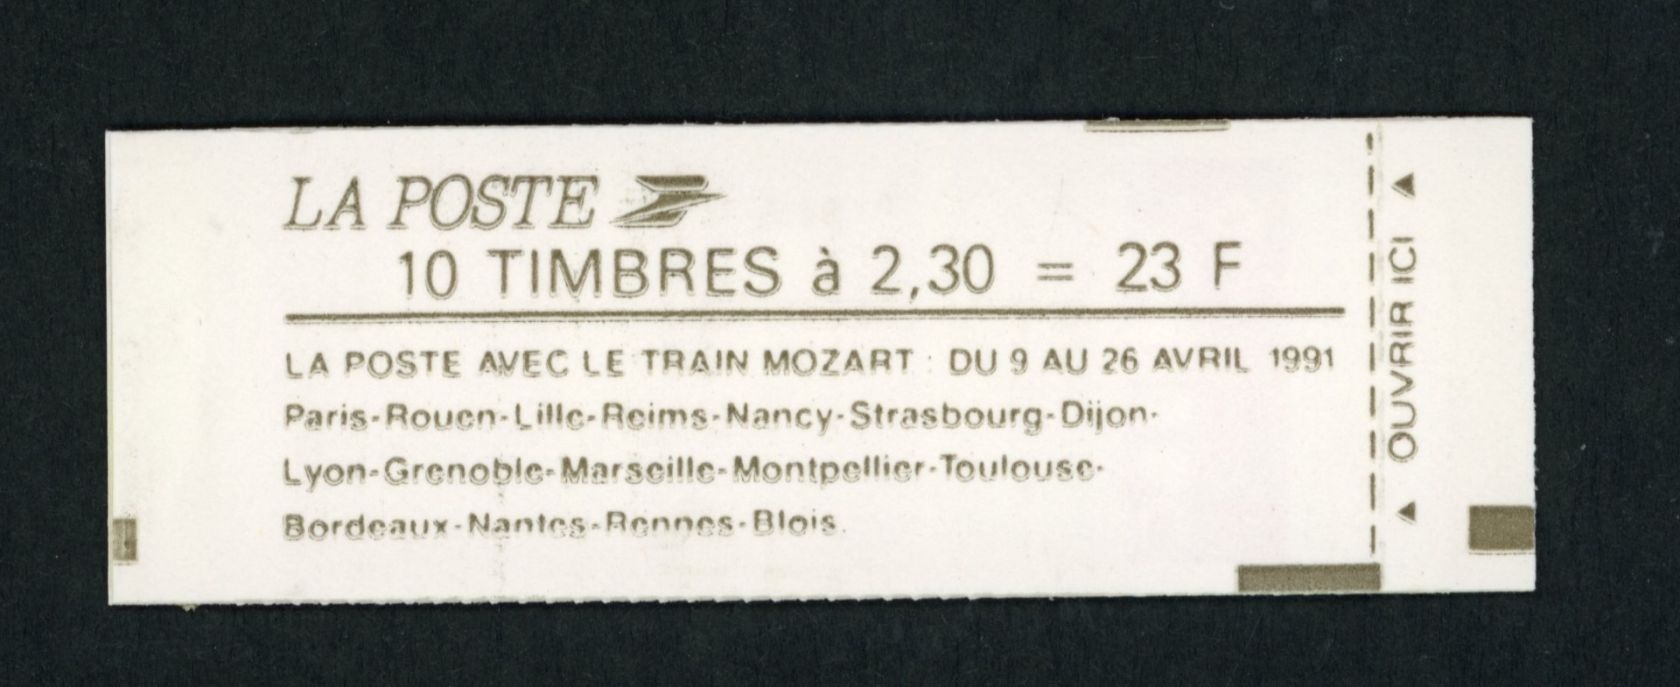 LA POSTE
10 TIMBRES à 2,30 = 23 F
LA POSTE AVEC LE TRAIN MOZART : DU 9 AU 26 AVRIL 1991
Paris-Rouen-Lille-Reims-Nancy-Strasbourg-Dijon-
Lyon-Grenoble-Marseille-Montpellier-Toulouse-
Bordeaux-Nantes-Rennes-Blois.
OUVRIR ICI